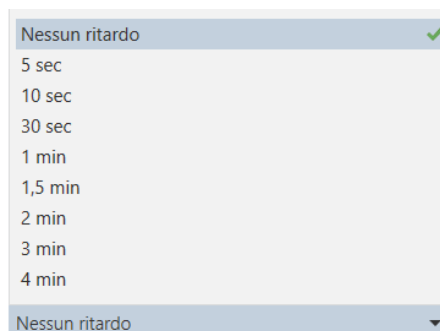 Nessun ritardo
5 sec
10 sec
30 sec
1 min
1,5 min
2 min
3 min
4 min
Nessun ritardo